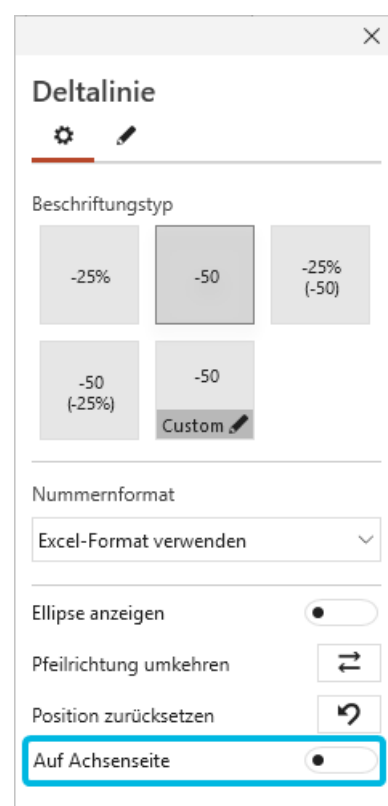 Deltalinie
Beschriftungstyp
-25%
-50
-25%
(-50)
-50
(-25%)
-50
Custom
Nummernformat
Excel-Format verwenden
Ellipse anzeigen
Pfeilrichtung umkehren
Position zurücksetzen
Auf Achsenseite